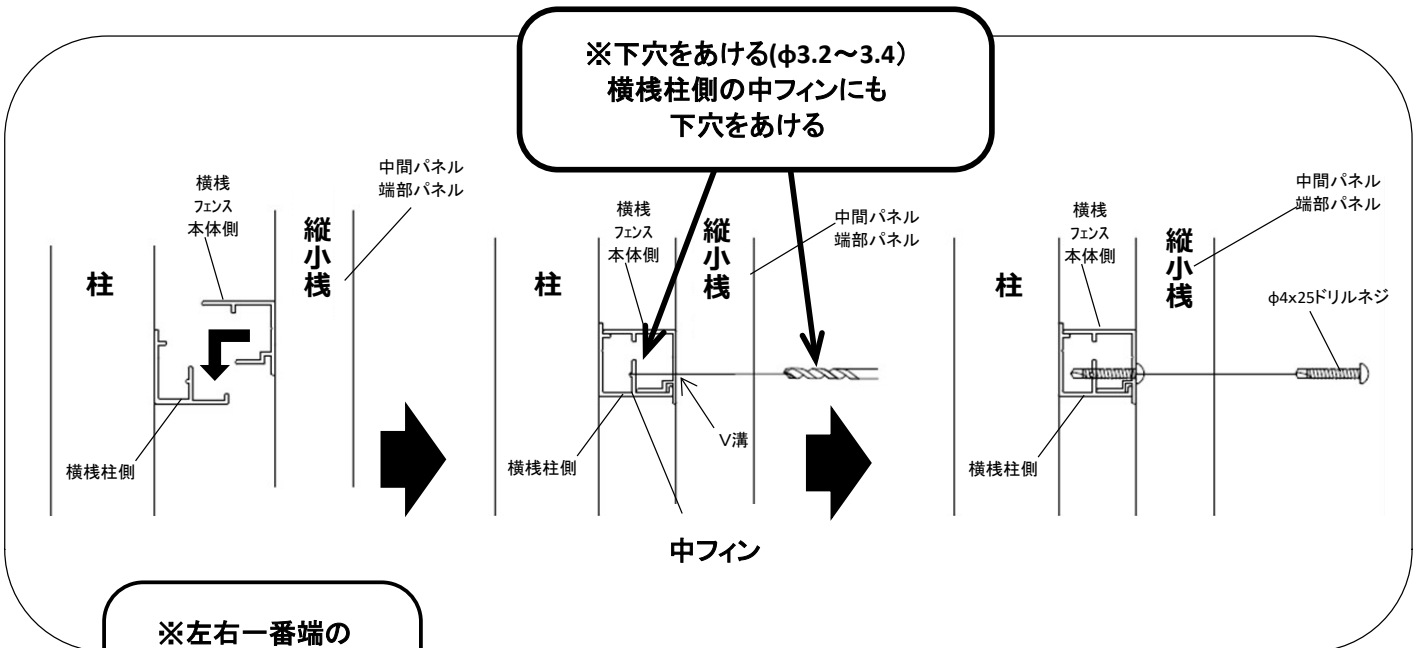 ※下穴をあける(φ3.2～3.4)
横桟柱側の中フィンにも
下穴をあける
中間パネル
端部パネル
横桟
フェンス
本体側
縦小桟
柱
横桟柱側
中間パネル
端部パネル
横桟
フェンス
本体側
縦小桟
柱
V溝
横桟柱側
中フィン
中間パネル
端部パネル
横桟
フェンス
本体側
縦小桟
柱
φ4x25ドリルネジ
横桟柱側
※左右一番端の